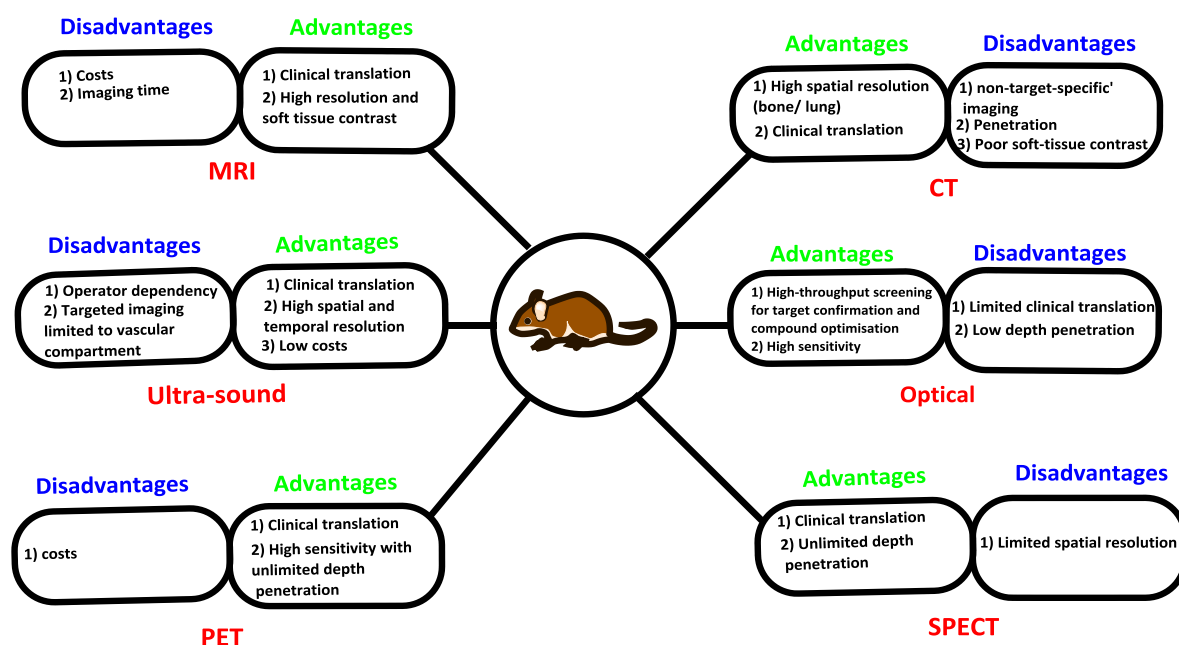 Disadvantages
Advantages
1) Costs
2) Imaging time
1) Clinical translation
2) High resolution and
soft tissue contrast
MRI
Advantages
Disadvantages
1) High spatial resolution
(bone/ lung)
2) Clinical translation
1) non-target-specific'
imaging
2) Penetration
3) Poor soft-tissue contrast
CT
Disadvantages
Advantages
1) Operator dependency
2) Targeted imaging
limited to vascular
compartment
1) Clinical translation
2) High spatial and
temporal resolution
3) Low costs
Ultra-sound
Advantages
Disadvantages
1) High-throughput screening
for target confirmation and
compound optimisation
2) High sensitivity
1) Limited clinical translation
2) Low depth penetration
Optical
Disadvantages
Advantages
1) costs
1) Clinical translation
2) High sensitivity with
unlimited depth
penetration
PET
Advantages
Disadvantages
1) Clinical translation
2) Unlimited depth
penetration
1) Limited spatial resolution
SPECT